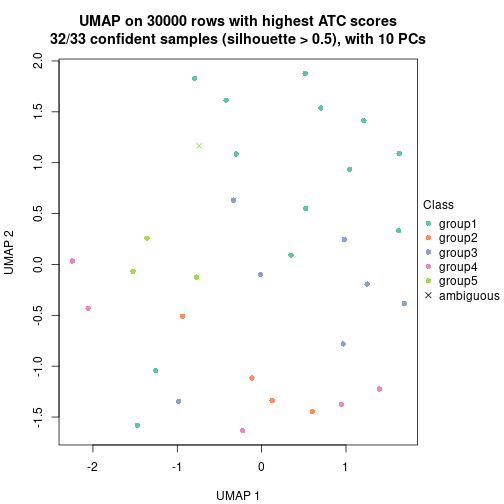 UMAP on 30000 rows with highest ATC scores
32/33 confident samples (silhouette > 0.5), with 10 PCs
2.0
1.5
1.0
0.5
0.0
-0.5
-1.0
-1.5
UMAP 2
-2
-1
0
1
UMAP 1
Class
group1
group2
group3
group4
group5
ambiguous